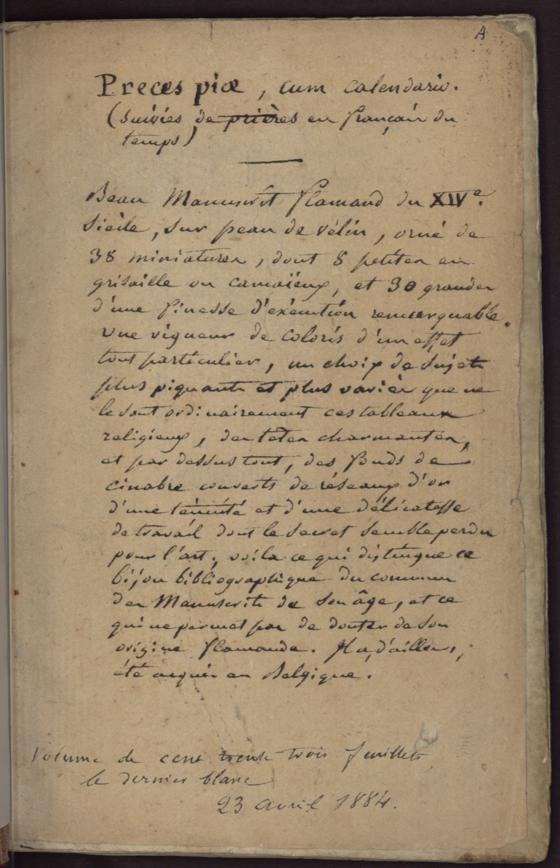 A
Preces piæ, cum calendario.
(suivies de prières en français du
temps)
Beau Manuscrit flamand du XIVe.
Siècle, sur peau de vélin, orné de
38 miniatures, dont 8 petites en
grisaille ou camaïeux, et 30 grandes
d'une finesse d'exécution remarquable.
une vigueur de coloris d'un effet
tout particulier, un choix de sujets
plus piquants et plus variés que ne
le sont ordinairement ces tableaux
religieux, des têtes charmantes,
et par dessus tout, des fonds de
cinabre couverts de réseaux d'or
d'une ténuité et d'une délicatesse
de travail dont le secret semble perdu
pour l'art; voilà ce qui distingue ce
bijou bibliographique du commun
des Manuscrits de son âge, et ce
qui ne permet pas de douter de son
origine flamande. Il a, d'ailleurs,
été acquis en Belgique.
Volume de cent trente trois feuillets
le dernier blanc
23 avril 1884.